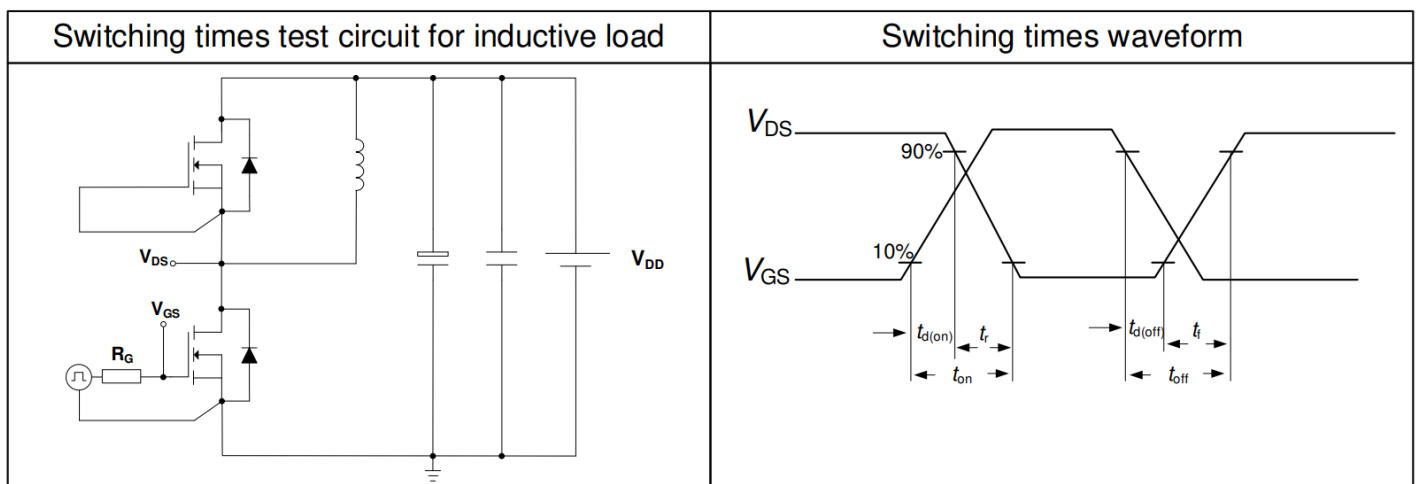 Switching times test circuit for inductive load
Switching times waveform
VDS
VGS
RG
VDD
VDS
90%
10%
VGS
td(on)
tr
ton
td(off)
tf
toff